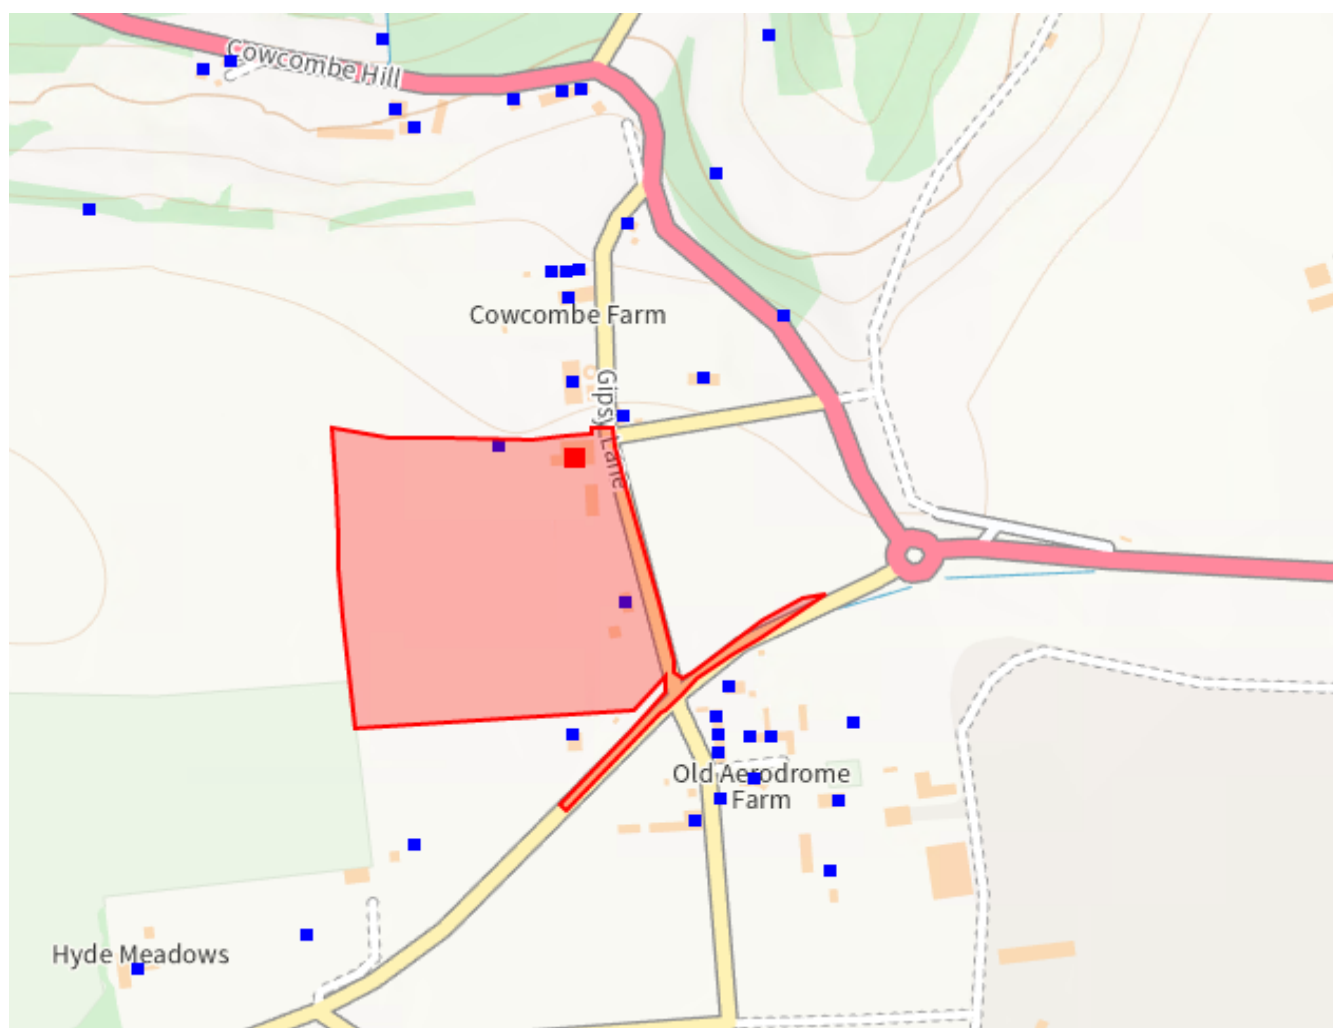 Cowcombe Hill
Cowcombe Farm
Gipsy Lane
Old Aerodrome
Farm
Hyde Meadows